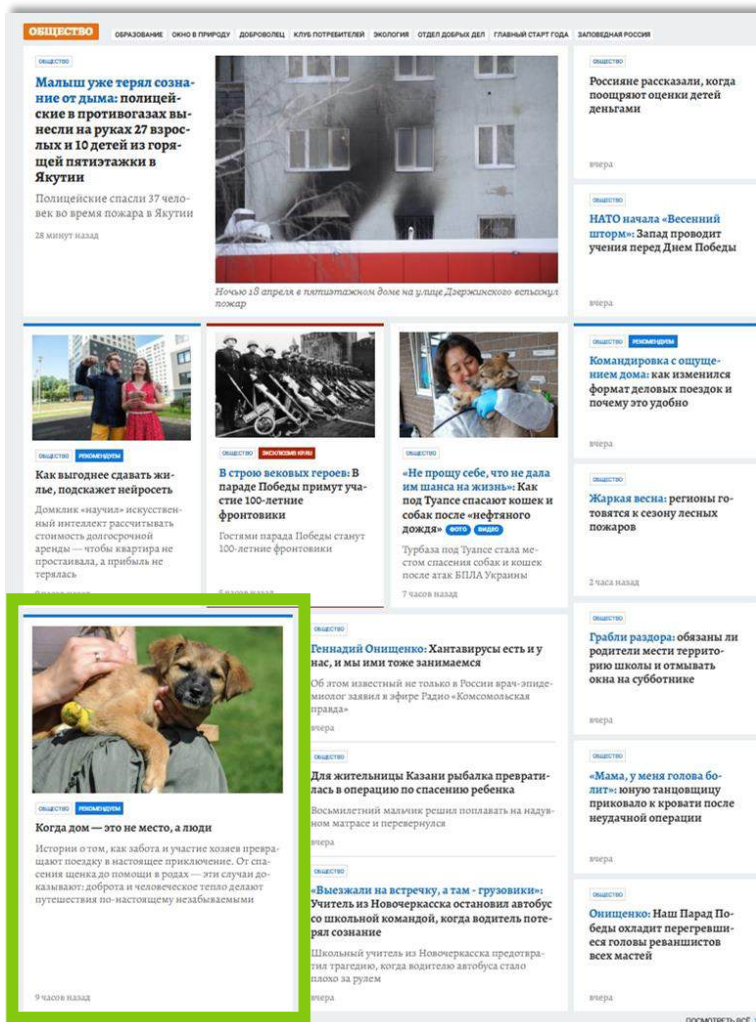 ОБЩЕСТВО
ОБРАЗОВАНИЕ ОКНО В ПРИРОДУ ДОБРОВОЛЕЦ КЛУБ ПОТРЕБИТЕЛЕЙ ЭКОЛОГИЯ ОТДЕЛ ДОБРЫХ ДЕЛ ГЛАВНЫЙ СТАРТ ГОДА ЗАПОВЕДНАЯ РОССИЯ
ОБЩЕСТВО
Малыш уже терял созна-
ние от дыма: полицей-
ские в противогазах вы-
несли на руках 27 взрос-
лых и 10 детей из горя-
щей пятиэтажки в
Якутии
Полицейские спасли 37 чело-
век во время пожара в Якутии
28 минут назад
Ночью 18 апреля в пятиэтажном доме на улице Дзержинского вспыхнул
пожар
ОБЩЕСТВО
Россияне рассказали, когда
поощряют оценки детей
деньгами
вчера
ОБЩЕСТВО
НАТО начала «Весенний
шторм»: Запад проводит
учения перед Днем Победы
вчера
ОБЩЕСТВО РЕКОМЕНДУЕМ
Как выгоднее сдавать жи-
лье, подскажет нейросеть
Домклик «научил» искусствен-
ный интеллект рассчитывать
стоимость долгосрочной
аренды — чтобы квартира не
простаивала, а прибыль не
терялась
ОБЩЕСТВО ЭКСКЛЮЗИВ KP.RU
В строю вековых героев: В
параде Победы примут уча-
стие 100-летние
фронтовики
Гостями парада Победы станут
100-летние фронтовики
ОБЩЕСТВО
«Не прощу себе, что не дала
им шанса на жизнь»: Как
под Туапсе спасают кошек и
собак после «нефтяного
дождя» ФОТО ВИДЕО
Турбаза под Туапсе стала ме-
стом спасения собак и кошек
после атак БПЛА Украины
7 часов назад
ОБЩЕСТВО РЕКОМЕНДУЕМ
Командировка с ощуще-
нием дома: как изменился
формат деловых поездок и
почему это удобно
вчера
ОБЩЕСТВО
Жаркая весна: регионы го-
товятся к сезону лесных
пожаров
2 часа назад
ОБЩЕСТВО РЕКОМЕНДУЕМ
Когда дом — это не место, а люди
Истории о том, как забота и участие хозяев превра-
щают поездку в настоящее приключение. От спа-
сения щенка до помощи в родах — эти случаи до-
казывают: доброта и человеческое тепло делают
путешествия по-настоящему незабываемыми
9 часов назад
ОБЩЕСТВО
Геннадий Онищенко: Хантавирусы есть и у
нас, и мы ими тоже занимаемся
Об этом известный не только в России врач-эпиде-
миолог заявил в эфире Радио «Комсомольская
правда»
вчера
Для жительницы Казани рыбалка преврати-
лась в операцию по спасению ребенка
Восьмилетний мальчик решил поплавать на надув-
ном матрасе и перевернулся
вчера
ОБЩЕСТВО
«Выезжали на встречку, а там - грузовики»:
Учитель из Новочеркасска остановил автобус
со школьной командой, когда водитель поте-
рял сознание
Школьный учитель из Новочеркасска предотвра-
тил трагедию, когда водителю автобуса стало
плохо за рулем
вчера
ОБЩЕСТВО
Грабли раздора: обязаны ли
родители мести террито-
рию школы и отмывать
окна на субботнике
вчера
ОБЩЕСТВО
«Мама, у меня голова бо-
лит»: юную танцовщицу
приковало к кровати после
неудачной операции
вчера
ОБЩЕСТВО
Онищенко: Наш Парад По-
беды охладит перегревши-
еся головы реваншистов
всех мастей
вчера
ПОСМОТРЕТЬ ВСЁ